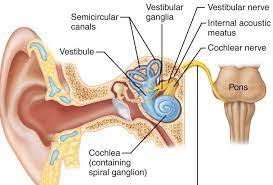 Vestibular
ganglia
Vestibular nerve
Semicircular
canals
Internal acoustic
meatus
Vestibule
Cochlear nerve
Pons
Cochlea
(containing
spiral ganglion)